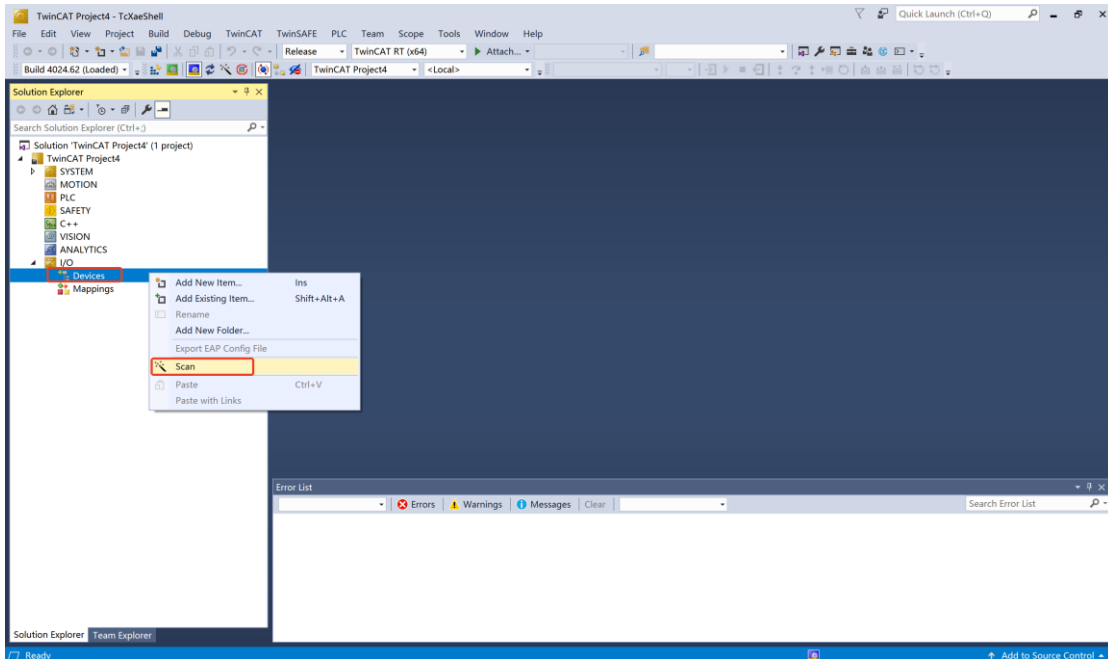 TwinCAT Project4 - TcXaeShell
Quick Launch (Ctrl+Q)
File Edit View Project Build Debug TwinCAT TwinSAFE PLC Team Scope Tools Window Help
Release TwinCAT RT (x64) Attach...
Build 4024.62 (Loaded) TwinCAT Project4 <Local>
Solution Explorer
Search Solution Explorer (Ctrl+;)
Solution 'TwinCAT Project4' (1 project)
TwinCAT Project4
SYSTEM
MOTION
PLC
SAFETY
C++
VISION
ANALYTICS
I/O
Devices
Mappings
Add New Item... Ins
Add Existing Item... Shift+Alt+A
Rename
Add New Folder...
Export EAP Config File
Scan
Paste Ctrl+V
Paste with Links
Error List
Errors Warnings Messages Clear Search Error List
Solution Explorer Team Explorer
Ready Add to Source Control